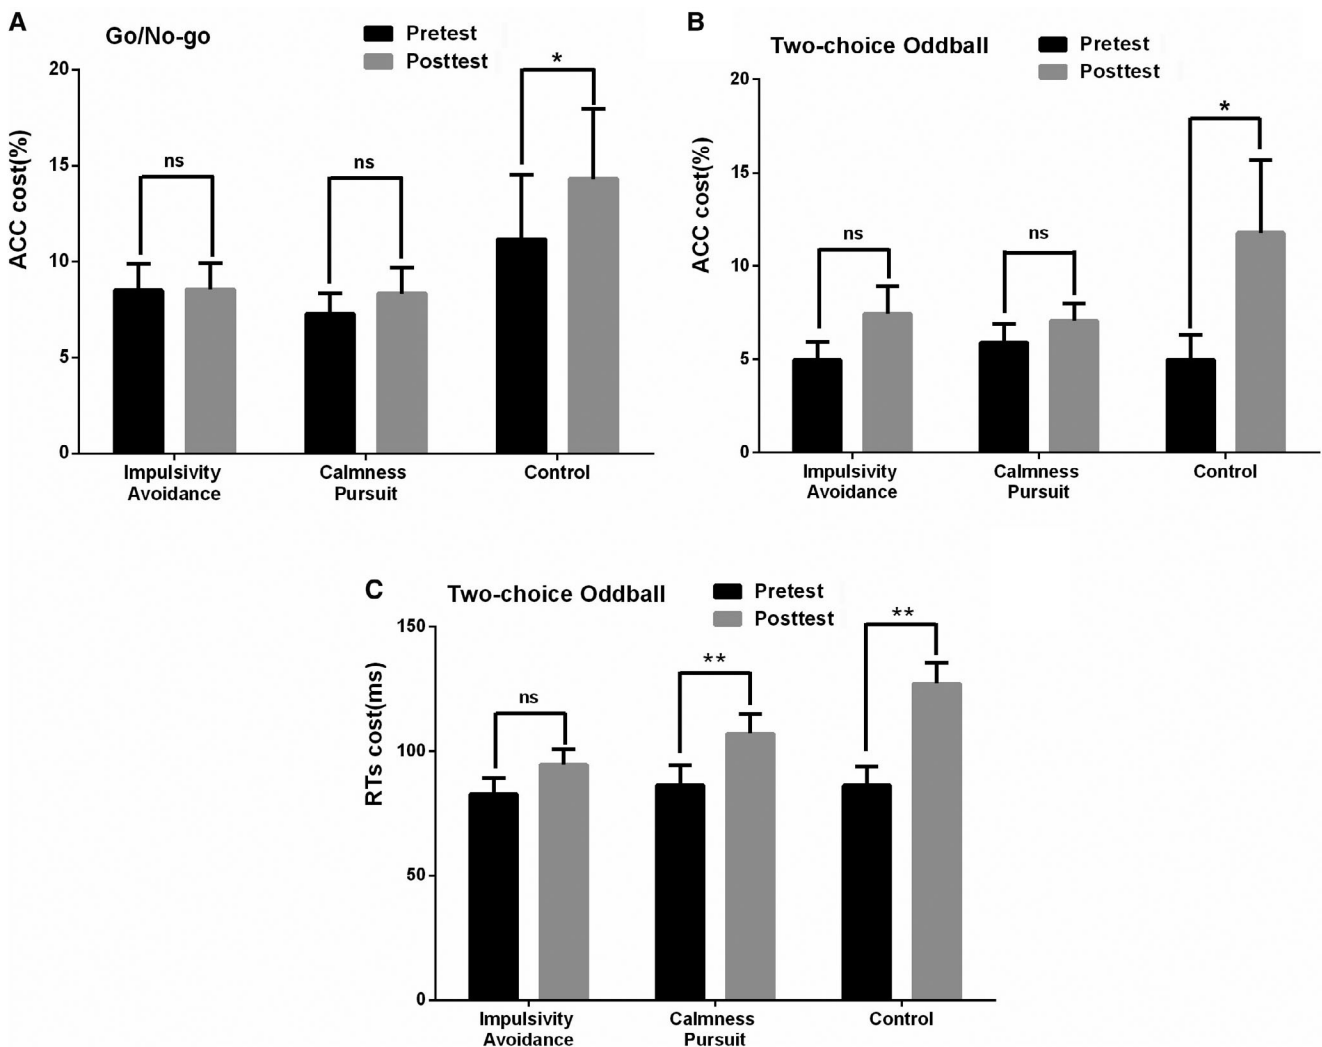 A
Go/No-go
Pretest
Posttest
ACC cost(%)
20
15
10
5
0
ns
ns
*
Impulsivity
Avoidance
Calmness
Pursuit
Control
B
Two-choice Oddball
Pretest
Posttest
ACC cost(%)
20
15
10
5
0
ns
ns
*
Impulsivity
Avoidance
Calmness
Pursuit
Control
C
Two-choice Oddball
Pretest
Posttest
RTs cost(ms)
150
100
50
0
ns
**
**
Impulsivity
Avoidance
Calmness
Pursuit
Control